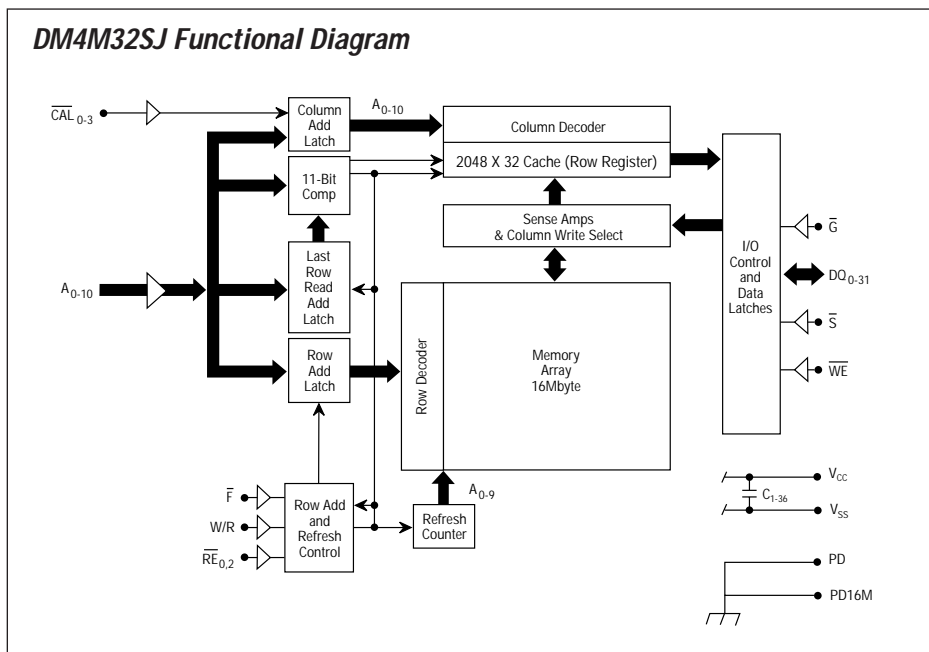 DM4M32SJ Functional Diagram
CAL0-3
Column
Add
Latch
A0-10
Column Decoder
2048 X 32 Cache (Row Register)
11-Bit
Comp
Sense Amps
& Column Write Select
Last
Row
Read
Add
Latch
A0-10
I/O
Control
and
Data
Latches
G
DQ0-31
S
WE
Row
Add
Latch
Row Decoder
Memory
Array
16Mbyte
F
W/R
RE0,2
Row Add
and
Refresh
Control
A0-9
Refresh
Counter
VCC
C1-36
VSS
PD
PD16M